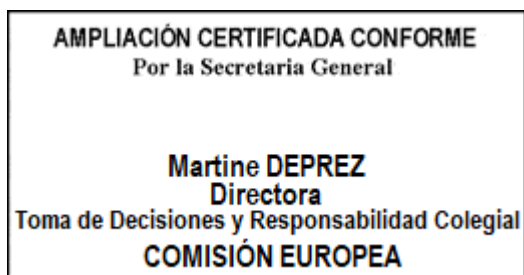 AMPLIACIÓN CERTIFICADA CONFORME
Por la Secretaria General
Martine DEPREZ
Directora
Toma de Decisiones y Responsabilidad Colegial
COMISIÓN EUROPEA